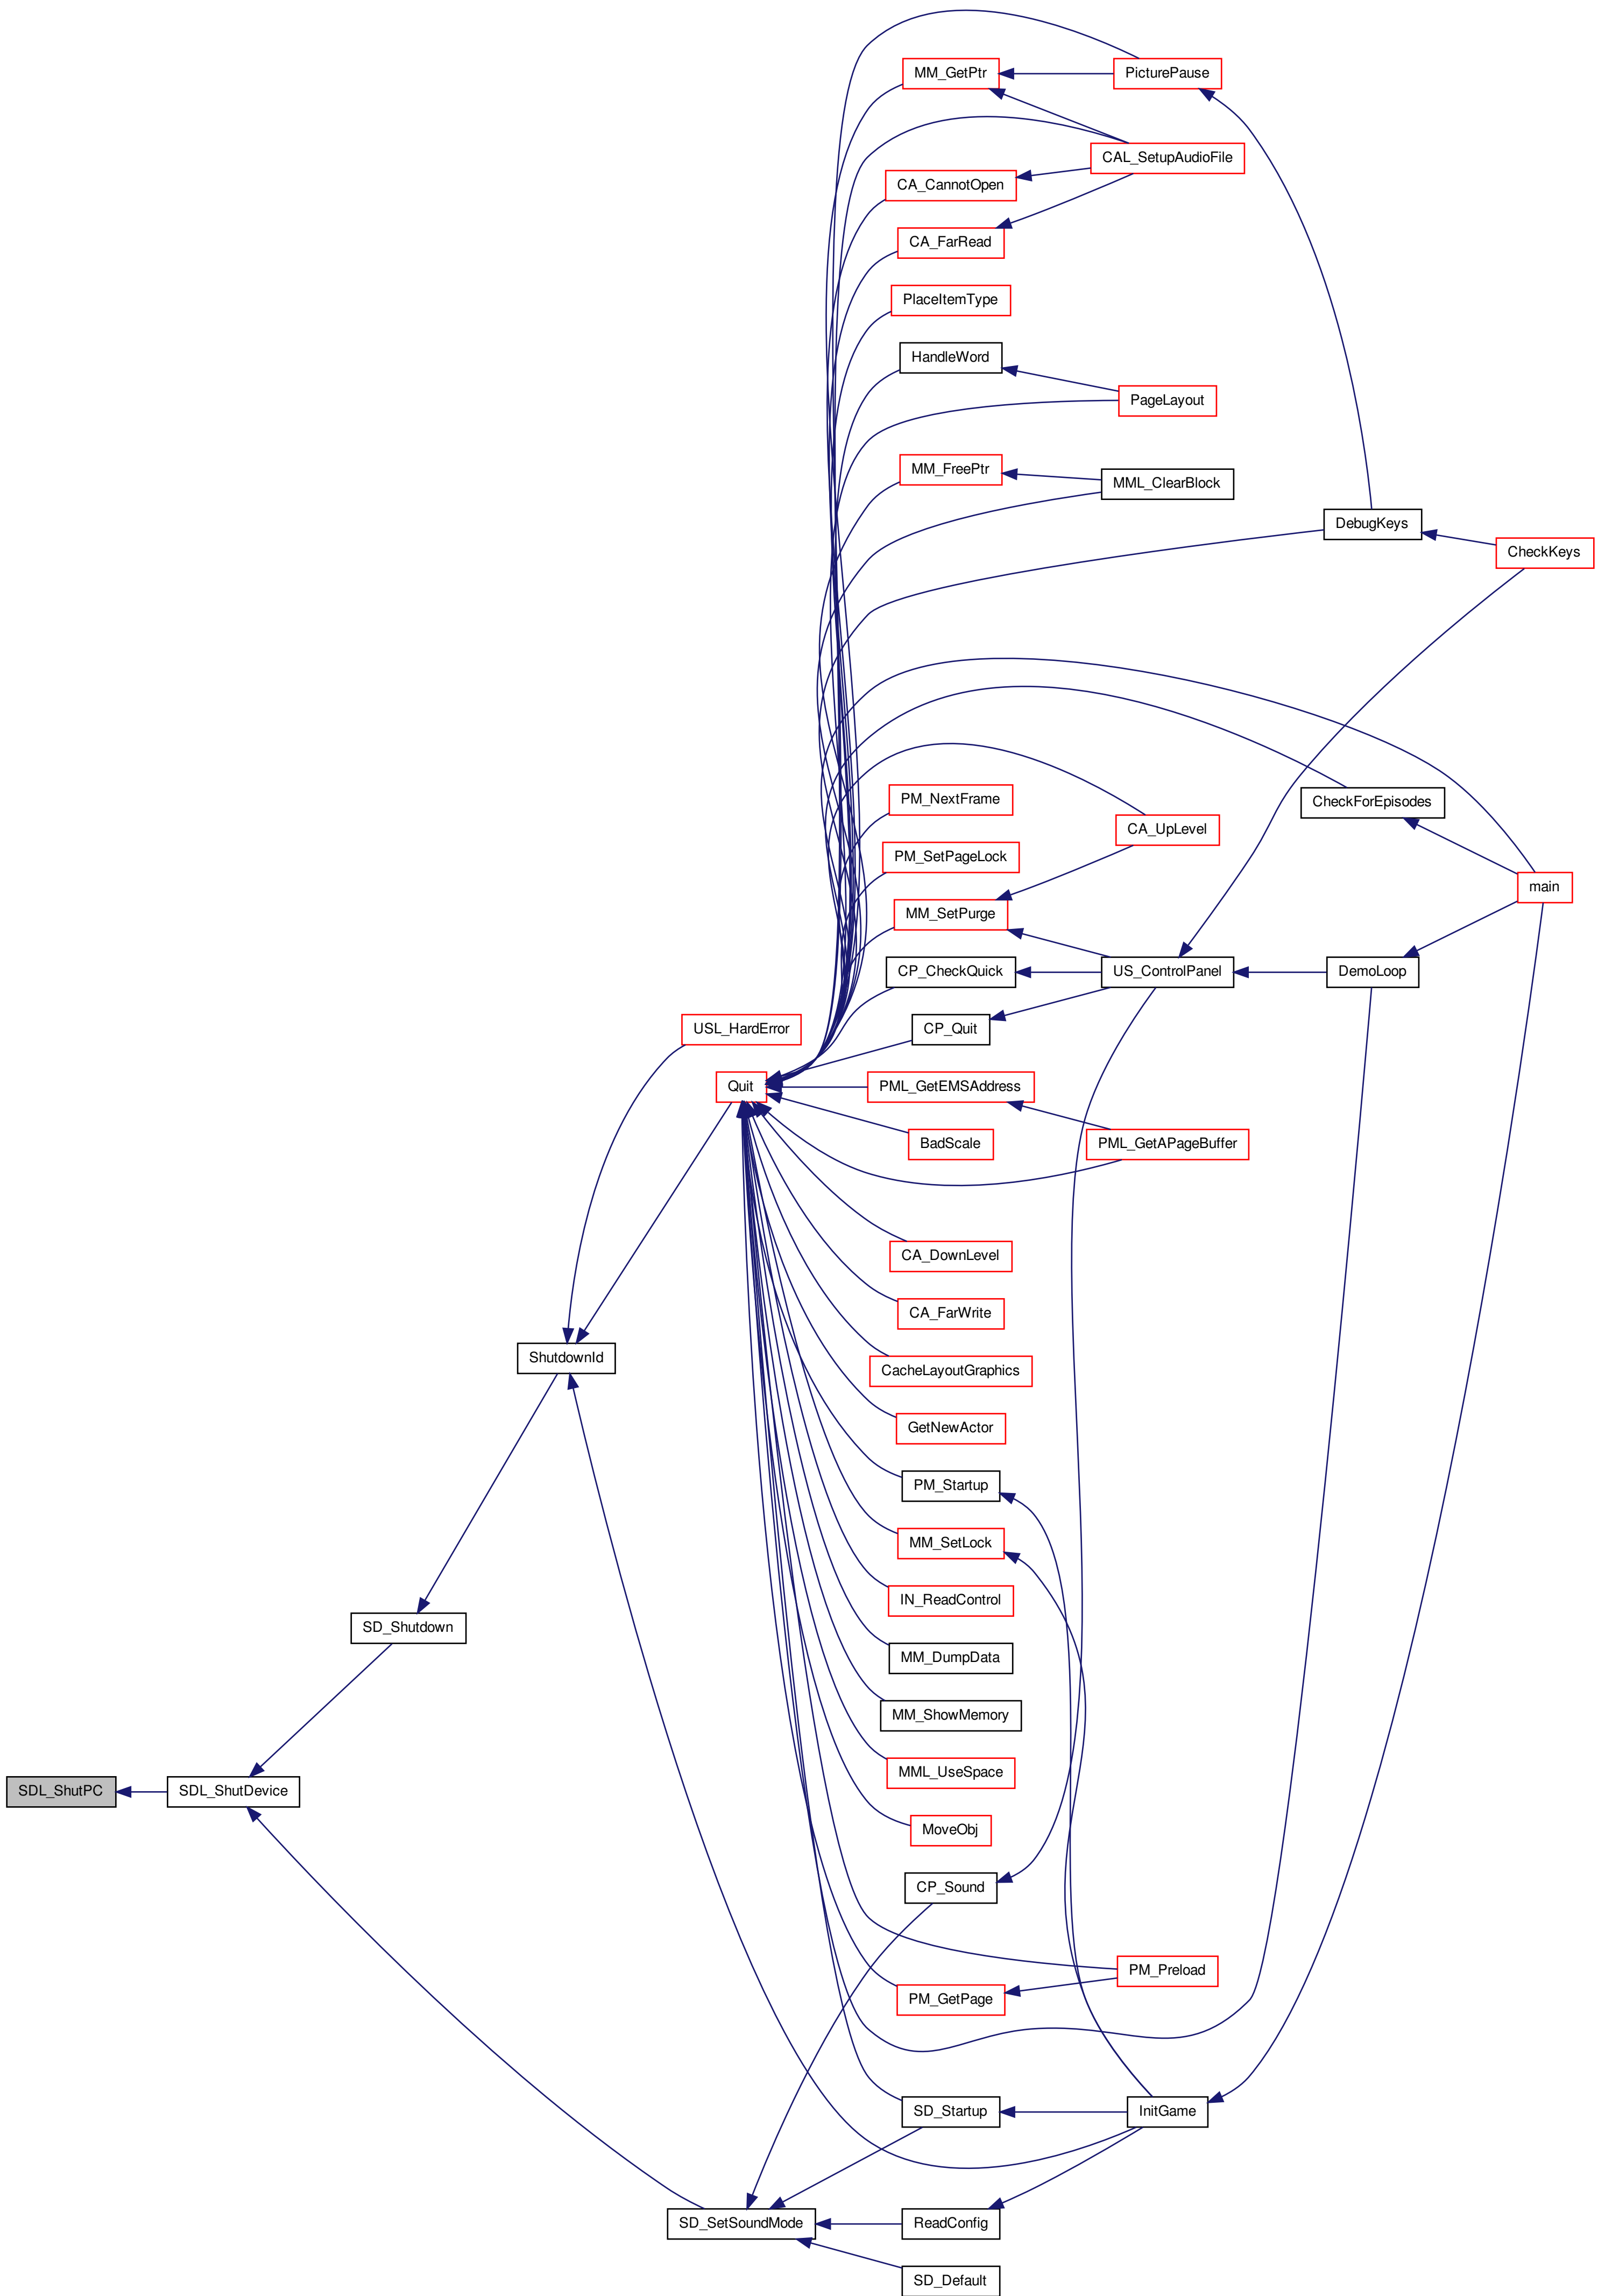 MM_GetPtr
PicturePause
CAL_SetupAudioFile
CA_CannotOpen
CA_FarRead
PlaceItemType
HandleWord
PageLayout
MM_FreePtr
MML_ClearBlock
DebugKeys
CheckKeys
PM_NextFrame
CheckForEpisodes
CA_UpLevel
PM_SetPageLock
main
MM_SetPurge
CP_CheckQuick
US_ControlPanel
DemoLoop
USL_HardError
CP_Quit
Quit
PML_GetEMSAddress
BadScale
PML_GetAPageBuffer
CA_DownLevel
CA_FarWrite
ShutdownId
CacheLayoutGraphics
GetNewActor
PM_Startup
MM_SetLock
IN_ReadControl
SD_Shutdown
MM_DumpData
MM_ShowMemory
MML_UseSpace
SDL_ShutPC
SDL_ShutDevice
MoveObj
CP_Sound
PM_Preload
PM_GetPage
SD_Startup
InitGame
SD_SetSoundMode
ReadConfig
SD_Default